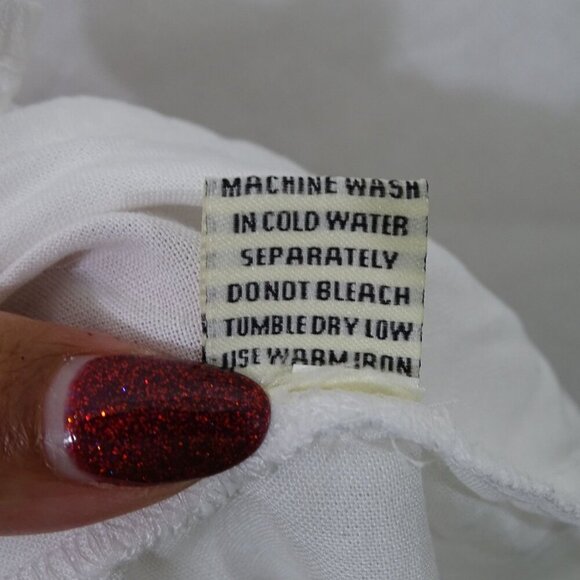 MACHINE WASH
IN COLD WATER
SEPARATELY
DO NOT BLEACH
TUMBLE DRY LOW
USE WARM IRON